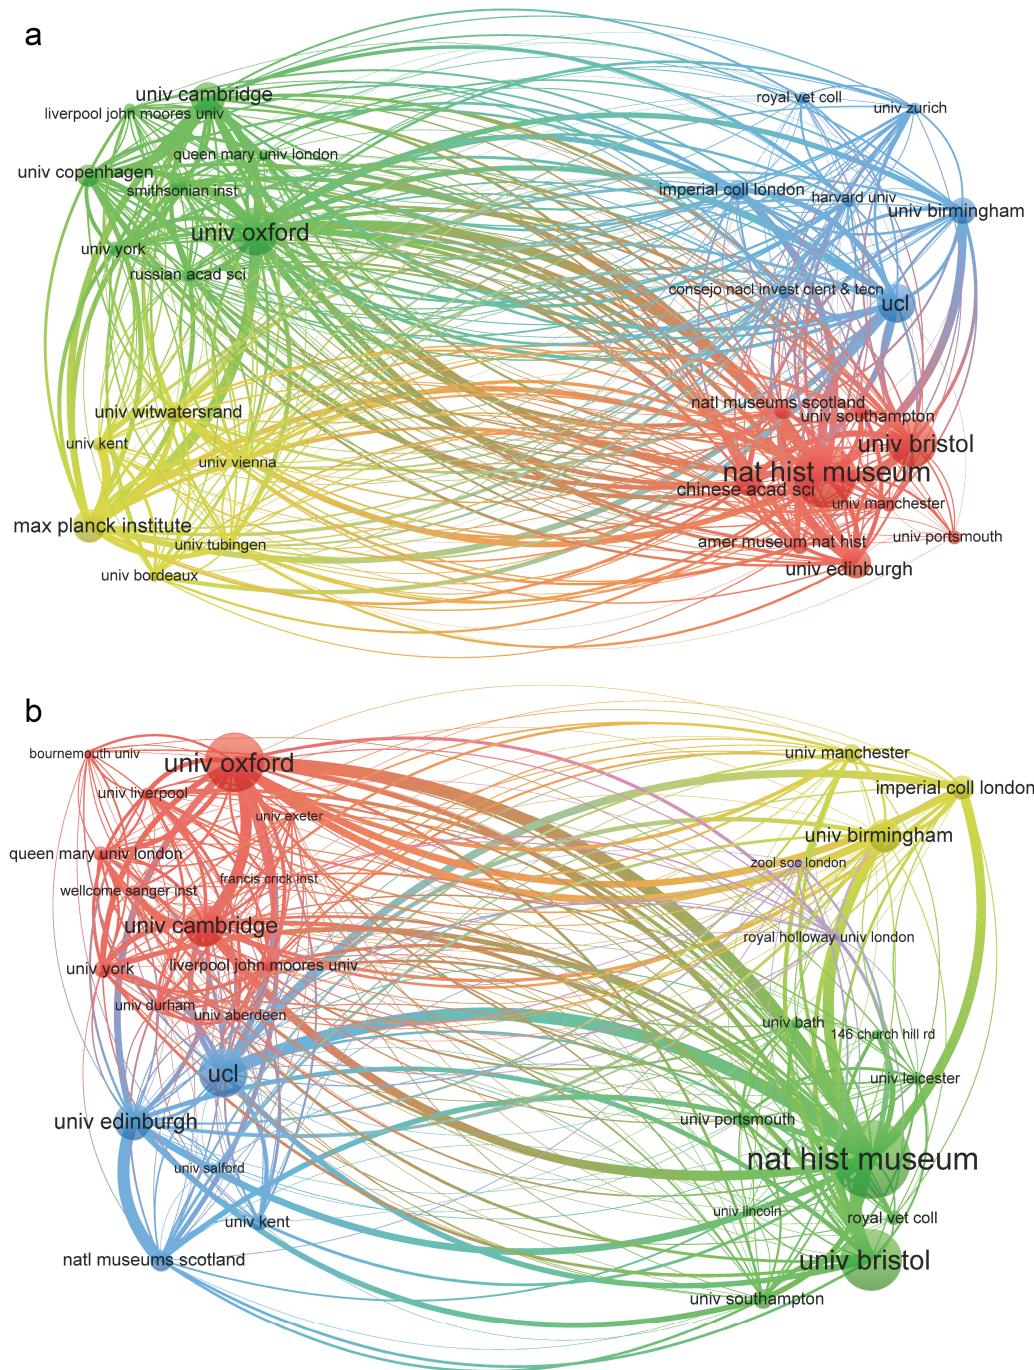 a
univ cambridge
liverpool john moores univ
queen mary univ london
univ copenhagen
smithsonian inst
univ oxford
univ york
russian acad sci
royal vet coll
univ zurich
imperial coll london
harvard univ
univ birmingham
consejo nacl invest cient & tecn
ucl
univ witwatersrand
univ kent
univ vienna
max planck institute
univ tubingen
univ bordeaux
natl museums scotland
univ southampton
univ bristol
nat hist museum
chinese acad sci
univ manchester
amer museum nat hist
univ portsmouth
univ edinburgh
b
bournemouth univ
univ oxford
univ liverpool
univ exeter
queen mary univ london
francis crick inst
wellcome sanger inst
univ cambridge
univ york
liverpool john moores univ
univ durham
univ aberdeen
ucl
univ edinburgh
univ salford
univ kent
natl museums scotland
univ manchester
imperial coll london
univ birmingham
zool soc london
royal holloway univ london
univ bath
146 church hill rd
univ leicester
univ portsmouth
nat hist museum
univ lincoln
royal vet coll
univ bristol
univ southampton